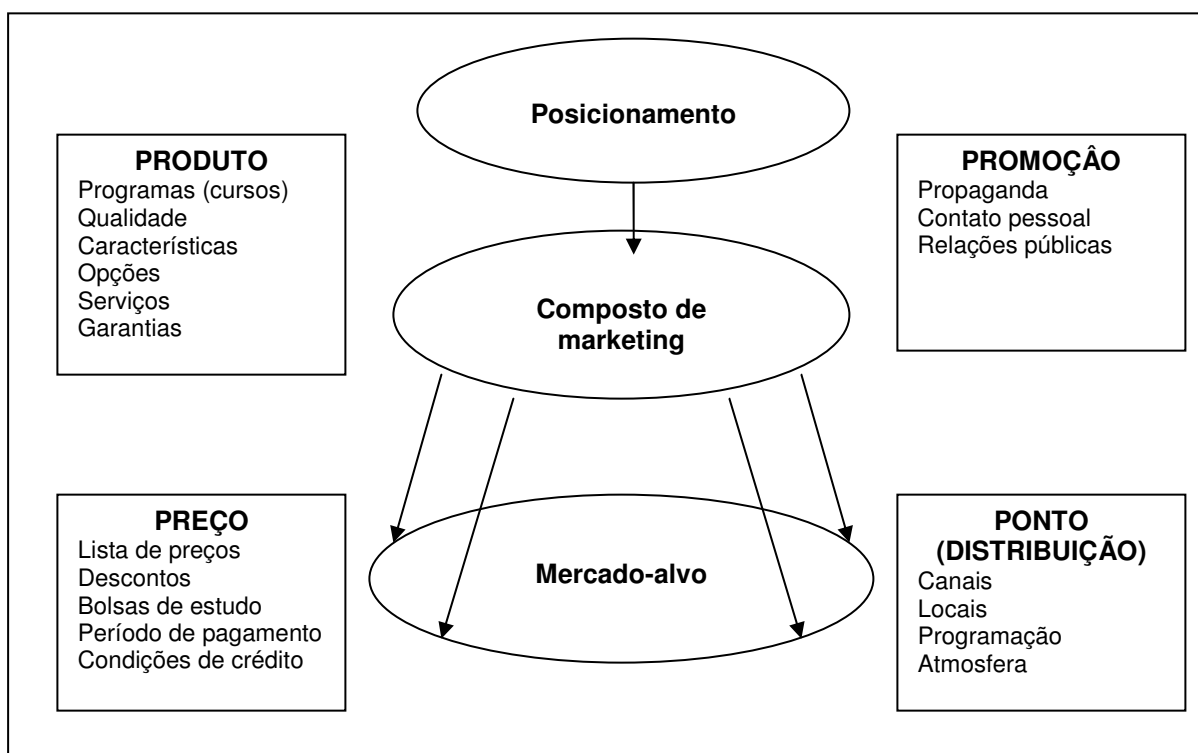 Posicionamento
PRODUTO
Programas (cursos)
Qualidade
Características
Opções
Serviços
Garantias
PROMOÇÂO
Propaganda
Contato pessoal
Relações públicas
Composto de
marketing
PREÇO
Lista de preços
Descontos
Bolsas de estudo
Período de pagamento
Condições de crédito
Mercado-alvo
PONTO
(DISTRIBUIÇÃO)
Canais
Locais
Programação
Atmosfera